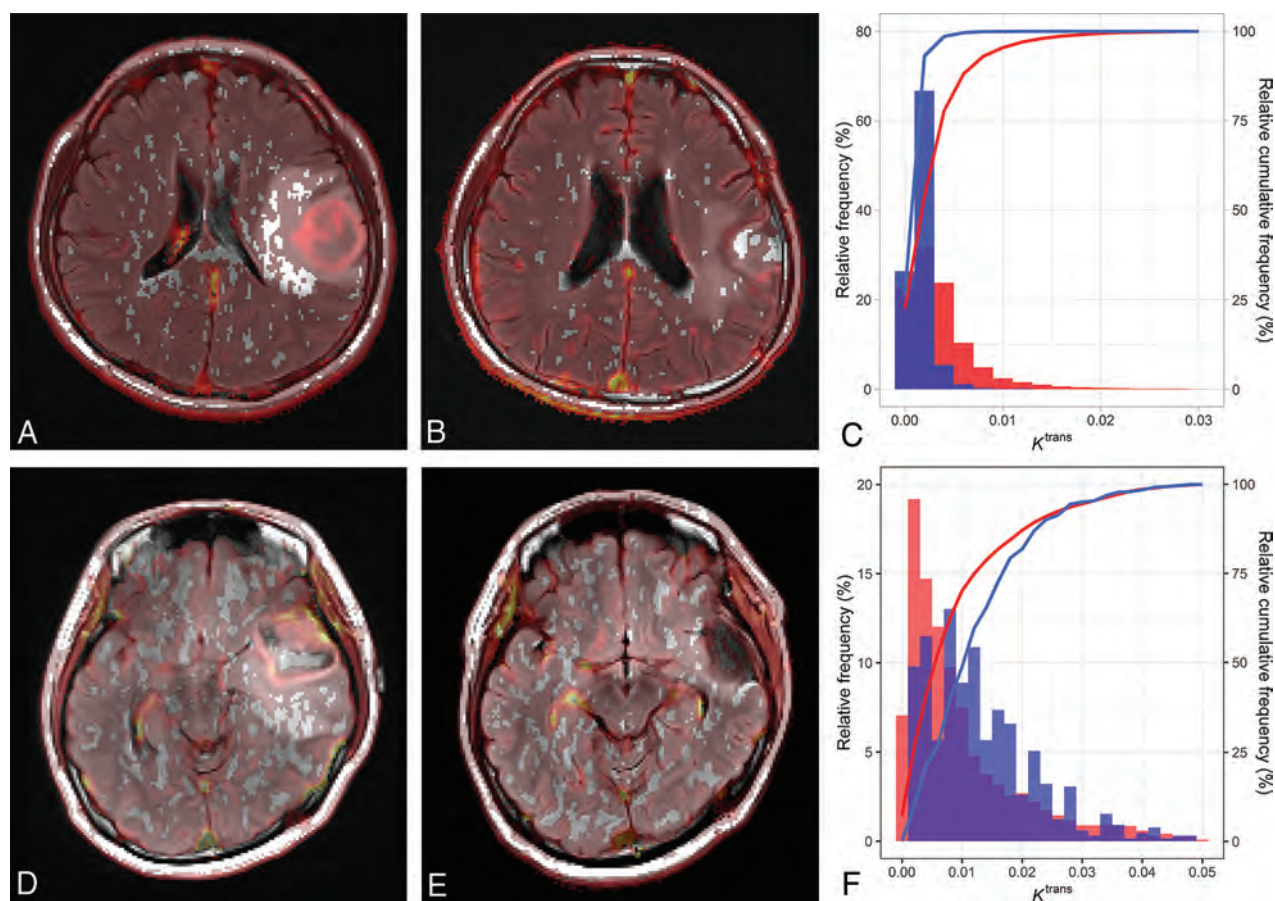 A
B
80
60
40
20
0
Relative frequency (%)
100
75
50
25
0
Relative cumulative frequency (%)
0.00 0.01 0.02 0.03
K^trans
C
D
E
20
15
10
5
0
Relative frequency (%)
100
75
50
25
0
Relative cumulative frequency (%)
0.00 0.01 0.02 0.03 0.04 0.05
K^trans
F